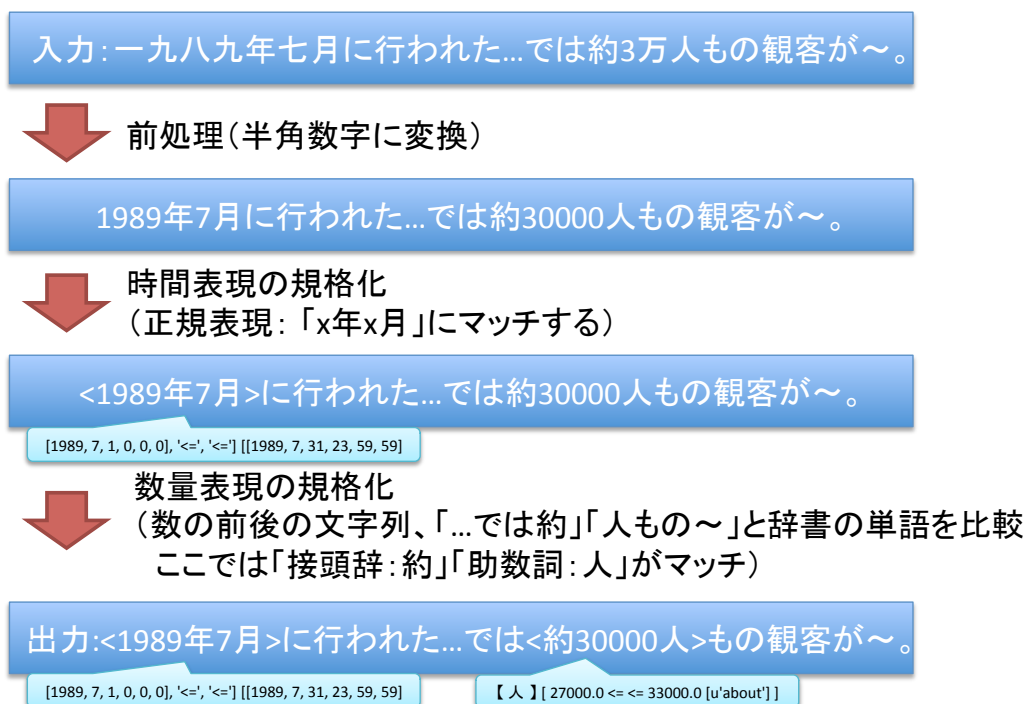 入力：一九八九年七月に行われた…では約3万人もの観客が～。
前処理（半角数字に変換）
1989年7月に行われた…では約30000人もの観客が～。
時間表現の規格化
（正規表現：「x年x月」にマッチする）
<1989年7月>に行われた…では約30000人もの観客が～。
[1989, 7, 1, 0, 0, 0], '<=', '<='] [[1989, 7, 31, 23, 59, 59]
数量表現の規格化
（数の前後の文字列、「…では約」「人もの～」と辞書の単語を比較
ここでは「接頭辞：約」「助数詞：人」がマッチ）
出力:<1989年7月>に行われた…では<約30000人>もの観客が～。
[1989, 7, 1, 0, 0, 0], '<=', '<='] [[1989, 7, 31, 23, 59, 59]
【 人 】[ 27000.0 <= <= 33000.0 [u'about'] ]